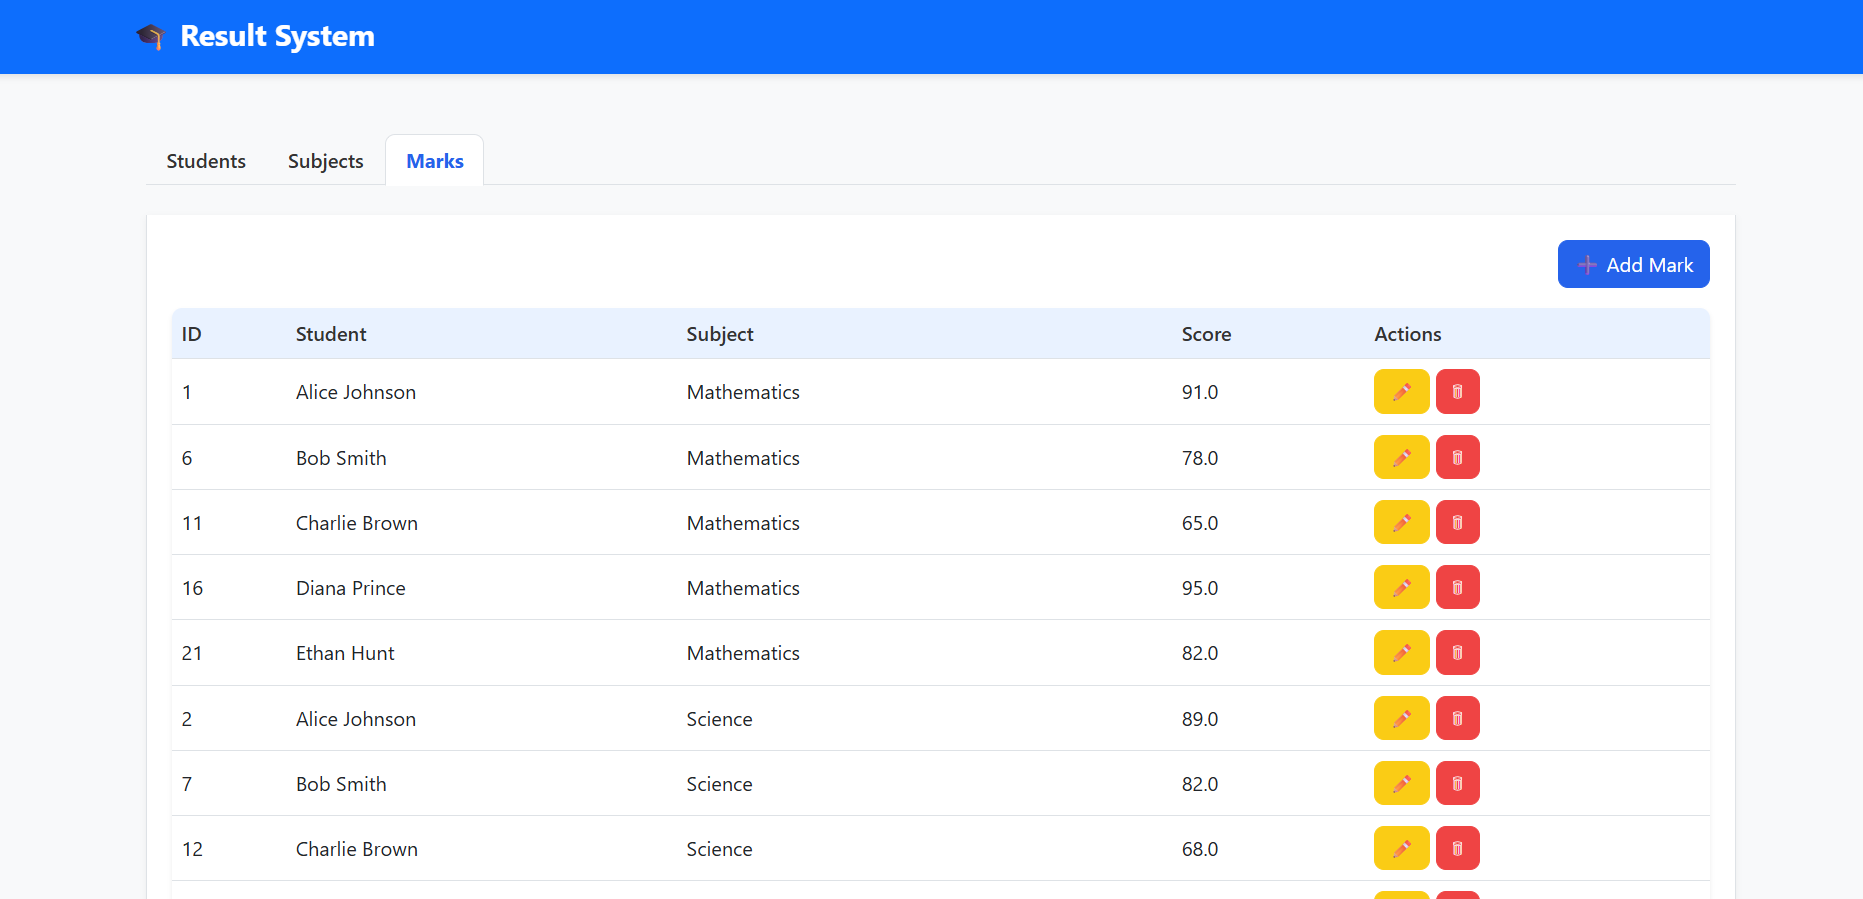 Result System
Students Subjects Marks
Add Mark
ID Student Subject Score Actions
1 Alice Johnson Mathematics 91.0
6 Bob Smith Mathematics 78.0
11 Charlie Brown Mathematics 65.0
16 Diana Prince Mathematics 95.0
21 Ethan Hunt Mathematics 82.0
2 Alice Johnson Science 89.0
7 Bob Smith Science 82.0
12 Charlie Brown Science 68.0